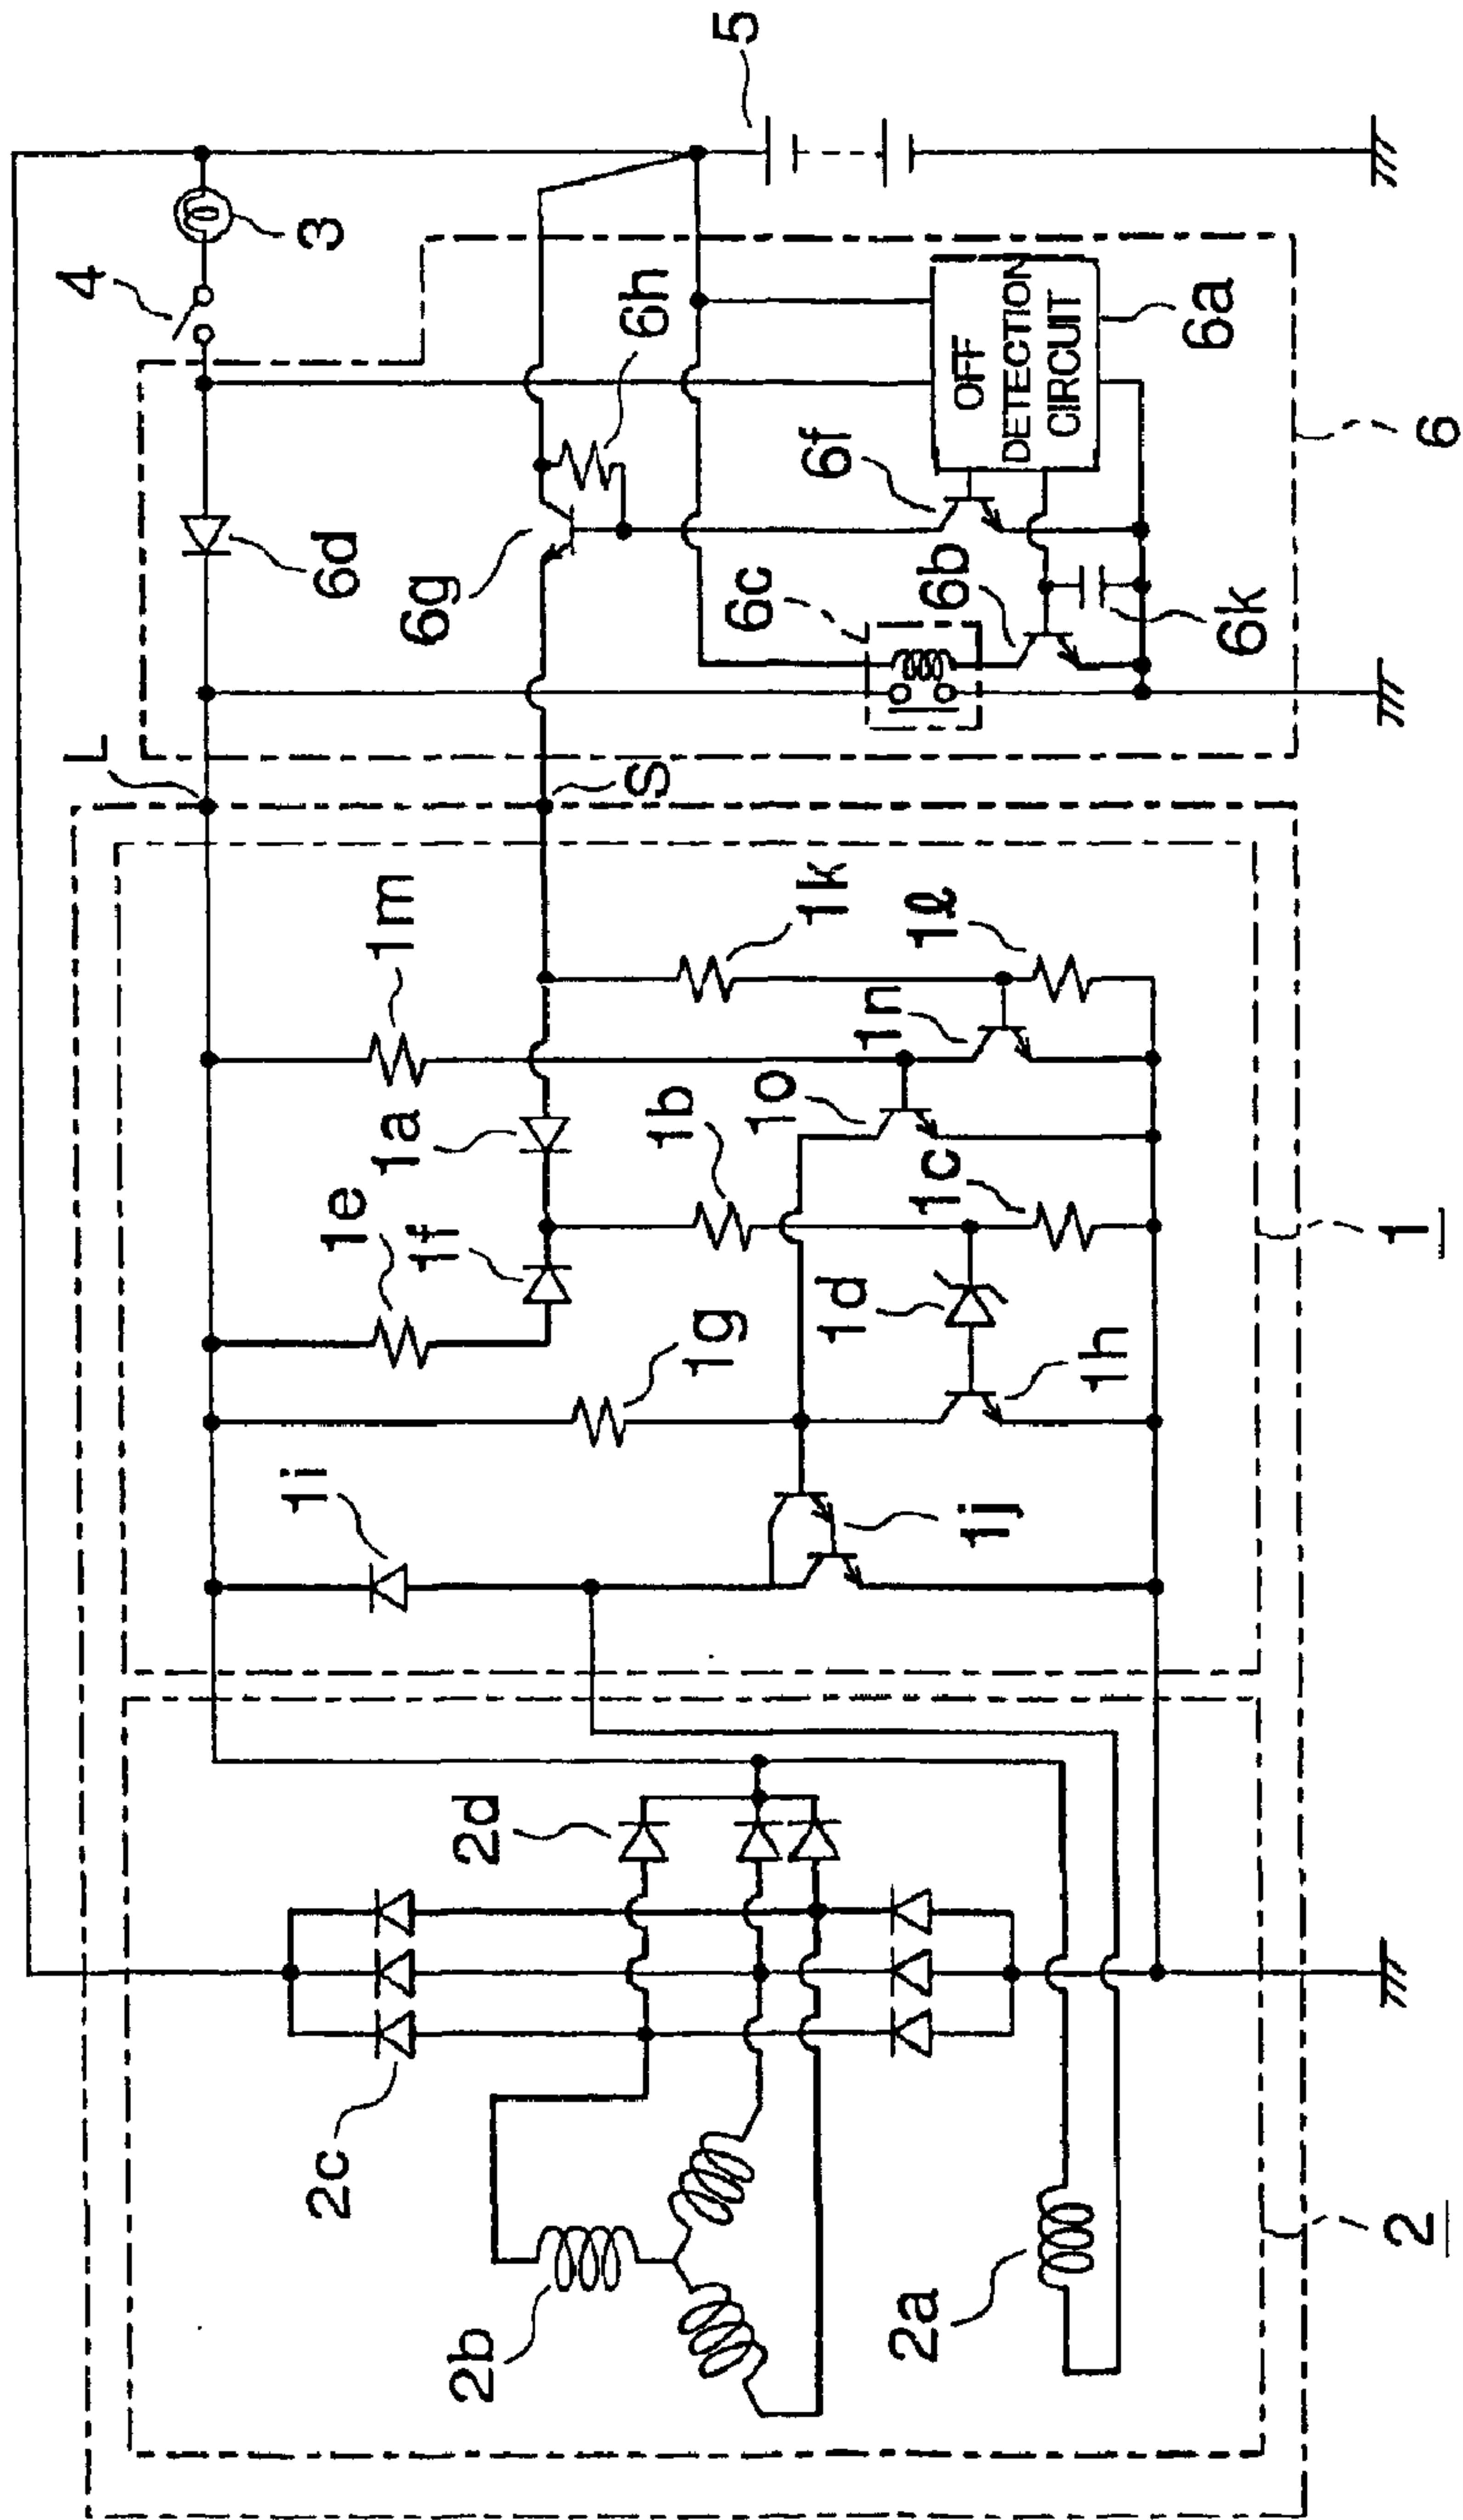 5
3
4
6h
6a
OFF
DETECTION
CIRCUIT
6
6f
6d
6g
6c
6b
6k
L
S
1m
1k
1ℓ
1n
1a
1b
1o
1e
1f
1c
1d
1g
1h
1i
1j
1
2d
2c
2b
2a
2